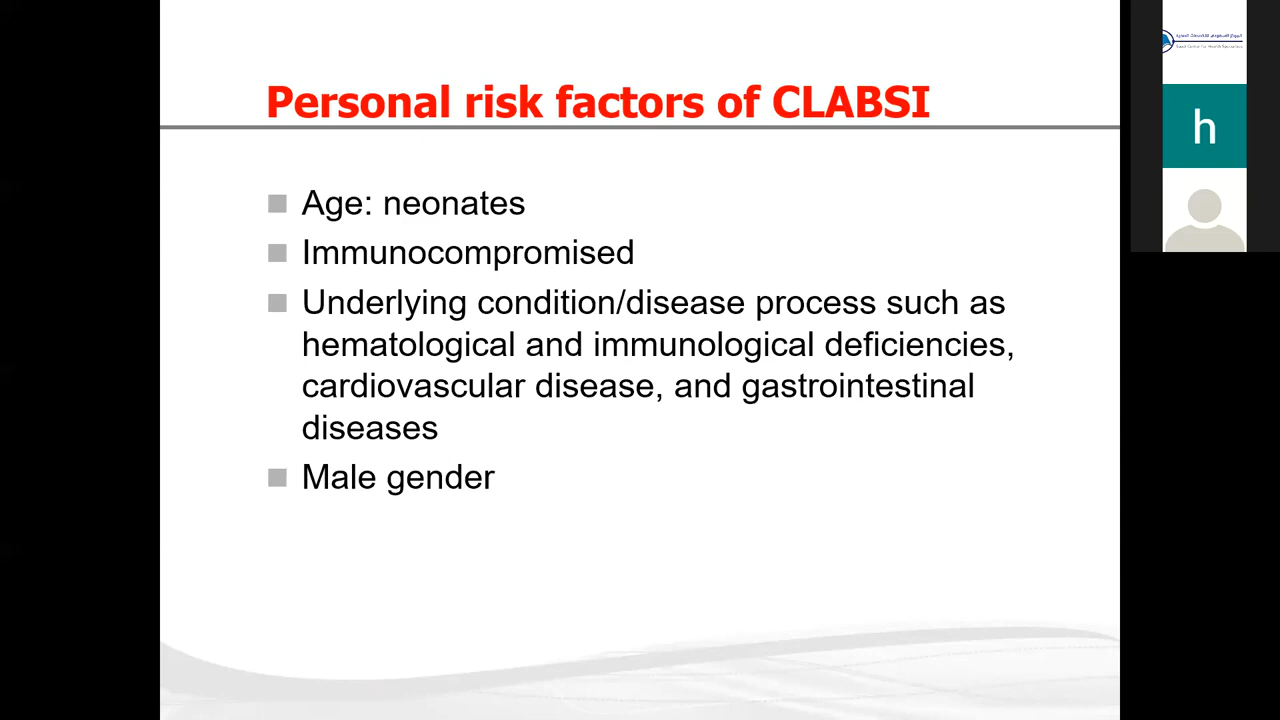 Personal risk factors of CLABSI
Age: neonates
Immunocompromised
Underlying condition/disease process such as
hematological and immunological deficiencies,
cardiovascular disease, and gastrointestinal
diseases
Male gender
h